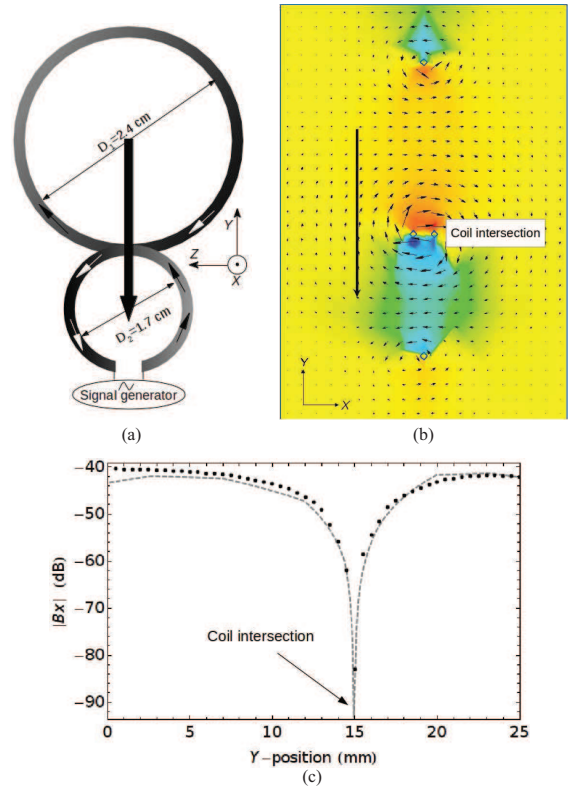 D₁=2.4 cm
Y
Z
X
D₂=1.7 cm
Signal generator
(a)
Coil intersection
Y
X
(b)
|Bx| (dB)
−40
−50
−60
−70
−80
−90
Coil intersection
0 5 10 15 20 25
Y−position (mm)
(c)